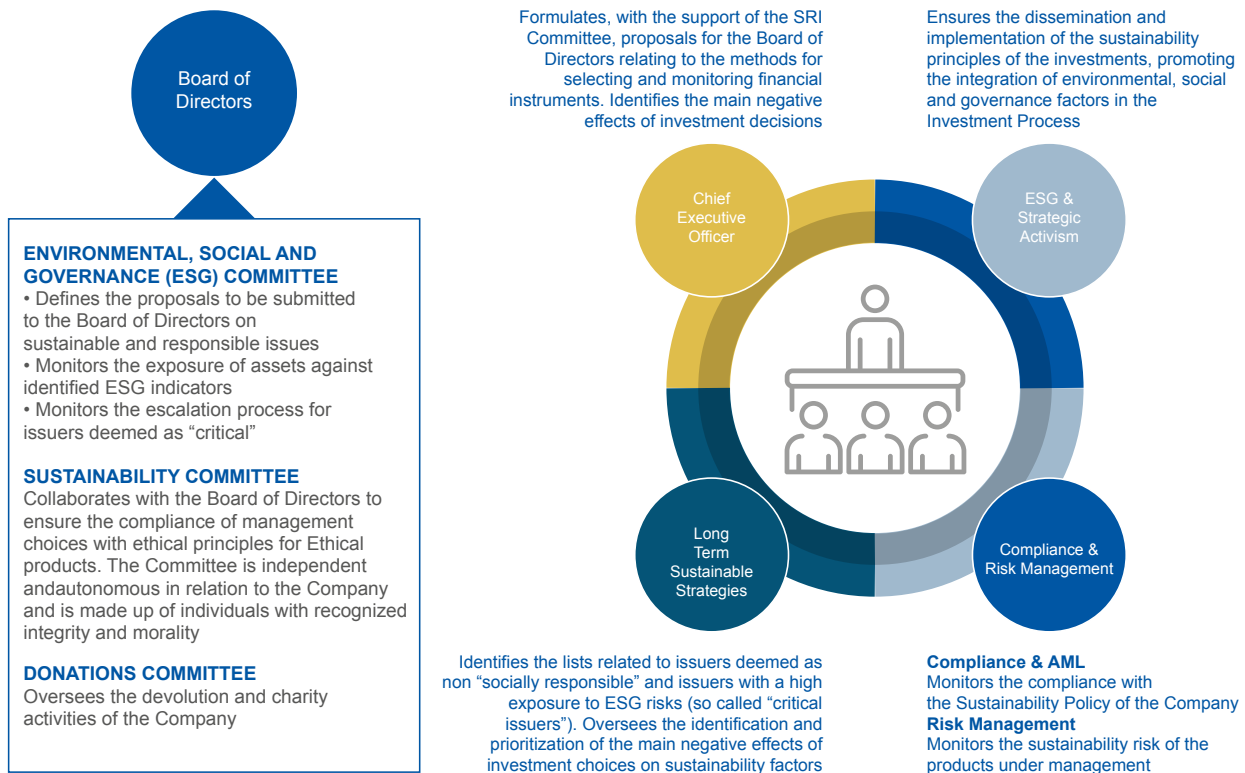 Board of
Directors
ENVIRONMENTAL, SOCIAL AND
GOVERNANCE (ESG) COMMITTEE
• Defines the proposals to be submitted
to the Board of Directors on
sustainable and responsible issues
• Monitors the exposure of assets against
identified ESG indicators
• Monitors the escalation process for
issuers deemed as “critical”
SUSTAINABILITY COMMITTEE
Collaborates with the Board of Directors to
ensure the compliance of management
choices with ethical principles for Ethical
products. The Committee is independent
andautonomous in relation to the Company
and is made up of individuals with recognized
integrity and morality
DONATIONS COMMITTEE
Oversees the devolution and charity
activities of the Company
Formulates, with the support of the SRI
Committee, proposals for the Board of
Directors relating to the methods for
selecting and monitoring financial
instruments. Identifies the main negative
effects of investment decisions
Ensures the dissemination and
implementation of the sustainability
principles of the investments, promoting
the integration of environmental, social
and governance factors in the
Investment Process
Chief
Executive
Officer
ESG &
Strategic
Activism
Long
Term
Sustainable
Strategies
Compliance &
Risk Management
Identifies the lists related to issuers deemed as
non “socially responsible” and issuers with a high
exposure to ESG risks (so called “critical
issuers”). Oversees the identification and
prioritization of the main negative effects of
investment choices on sustainability factors
Compliance & AML
Monitors the compliance with
the Sustainability Policy of the Company
Risk Management
Monitors the sustainability risk of the
products under management